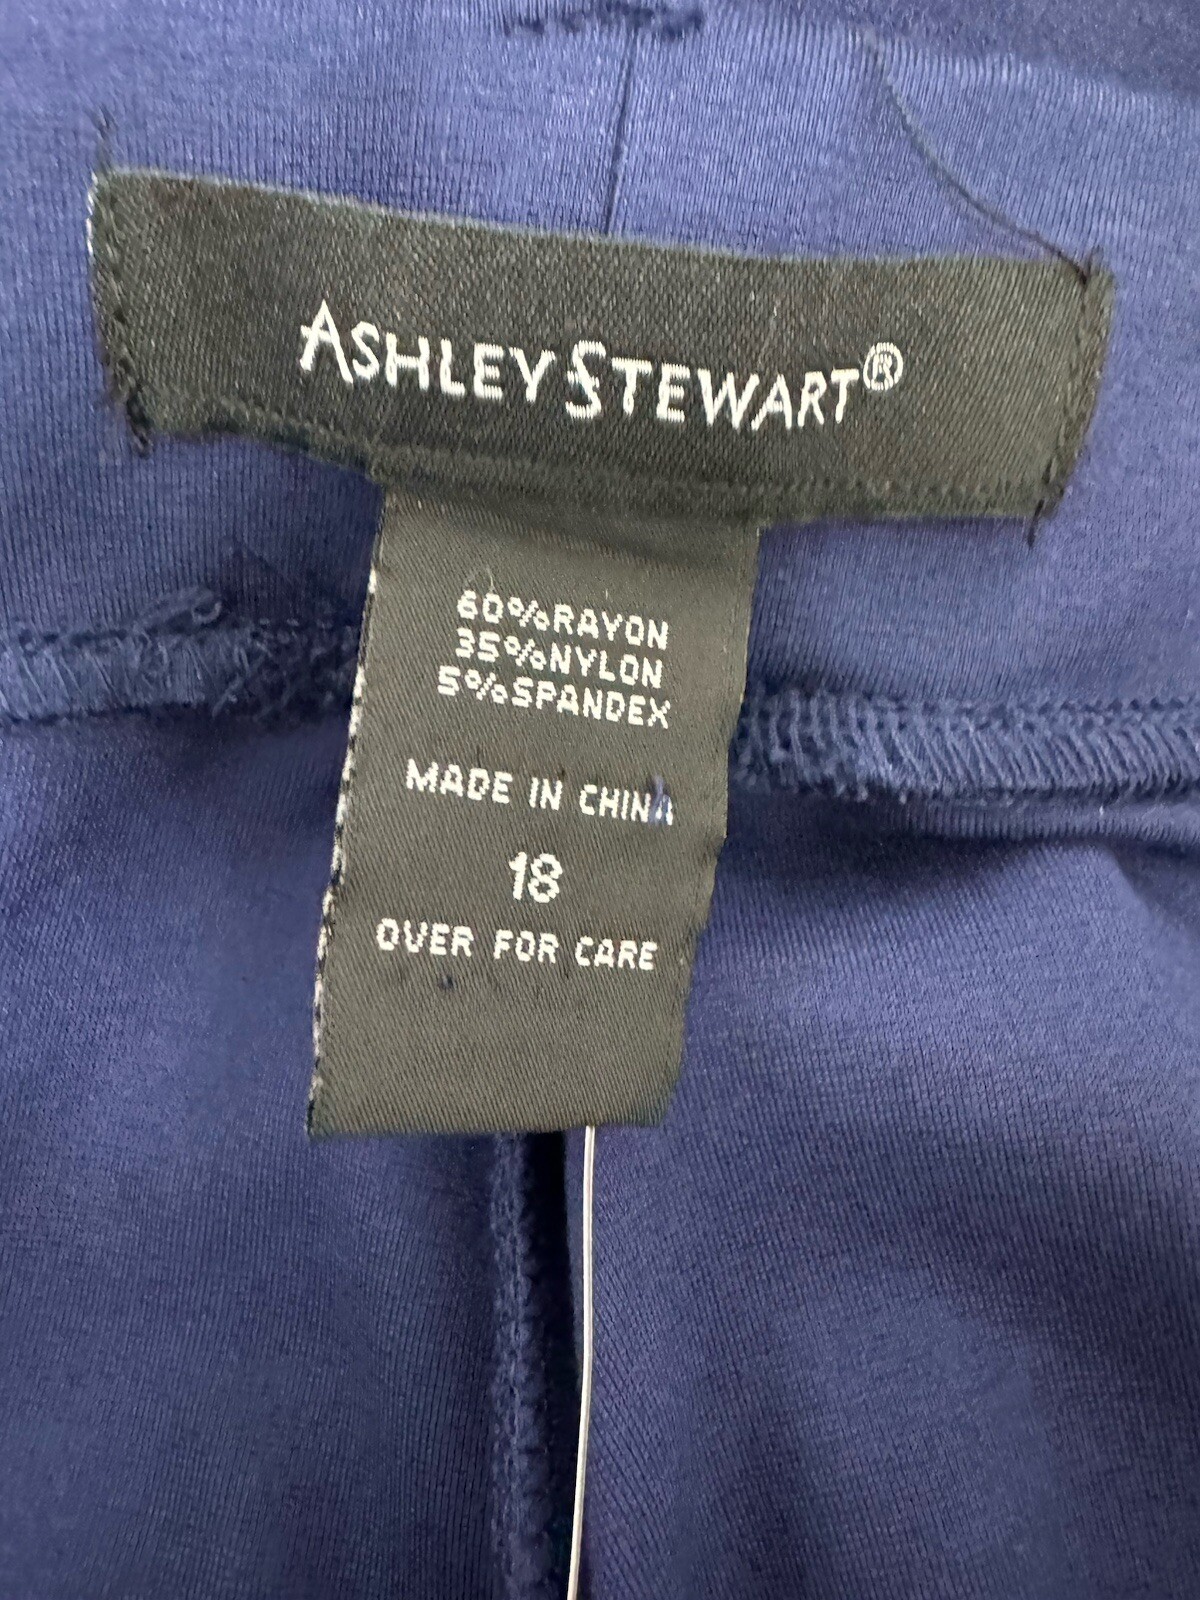 ASHLEY STEWART®
60%RAYON
35%NYLON
5%SPANDEX
MADE IN CHINA
18
OVER FOR CARE